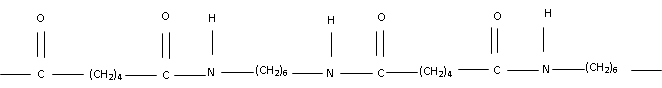 O O H H O O H
C (CH₂)₄ C N (CH₂)₆ N C (CH₂)₄ C N (CH₂)₆